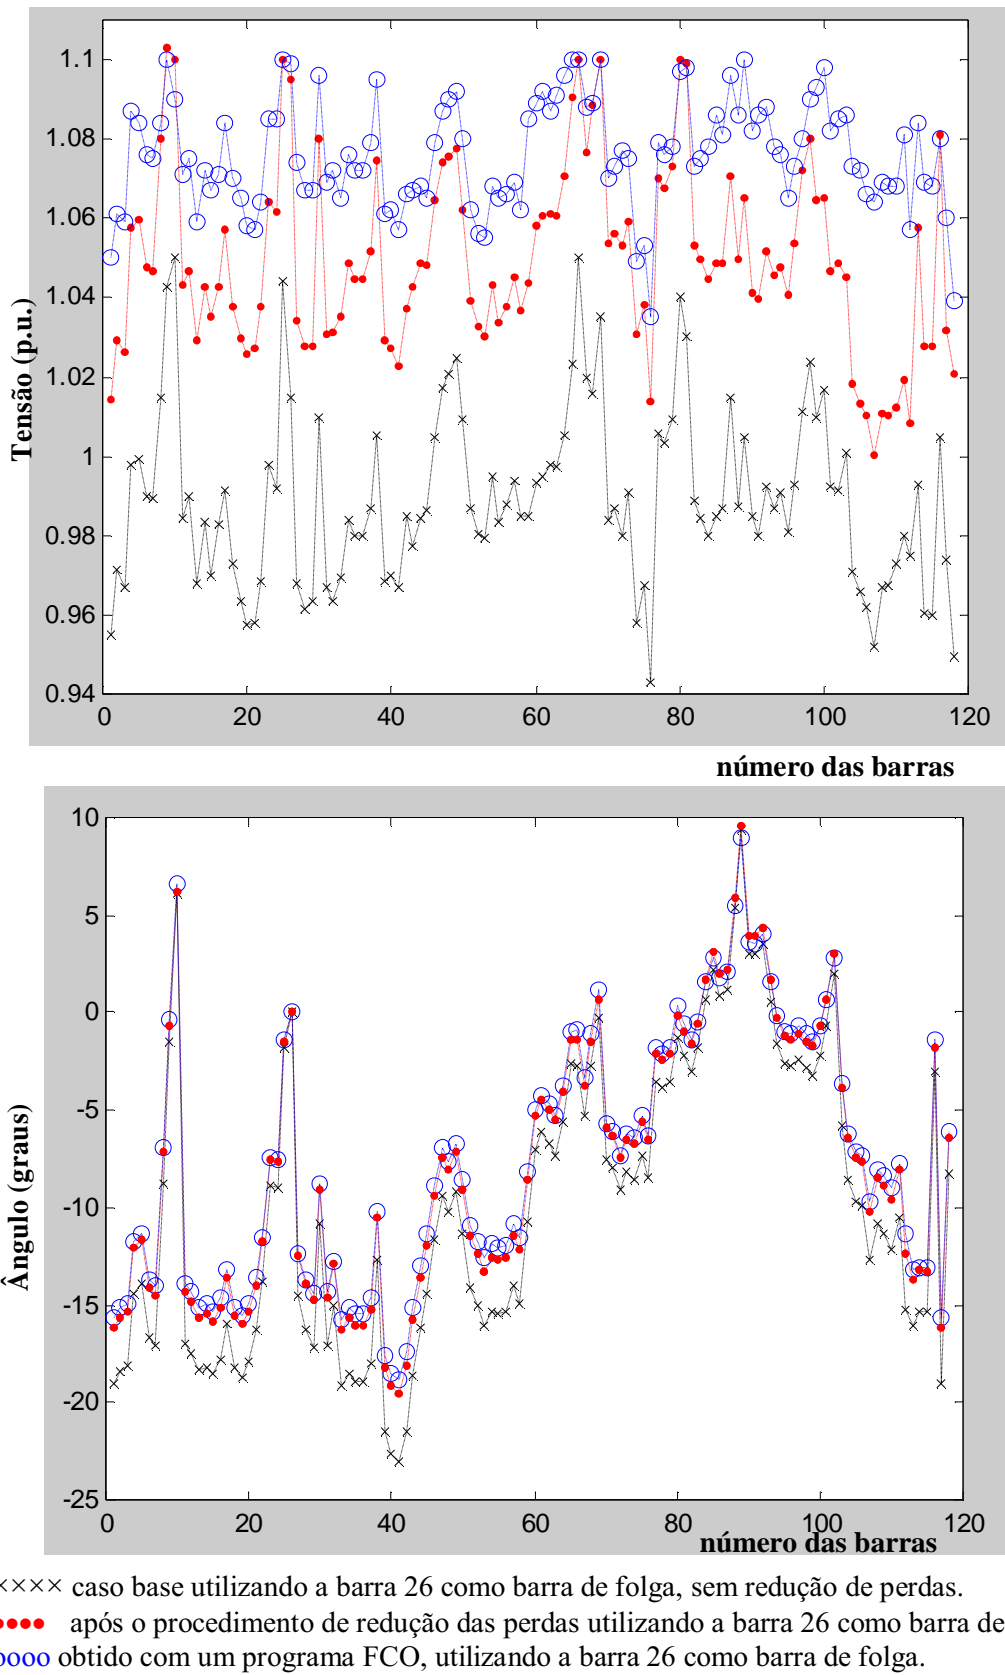 1.1
1.08
1.06
1.04
1.02
1
0.98
0.96
0.94
Tensão (p.u.)
0 20 40 60 80 100 120
número das barras
10
5
0
-5
-10
-15
-20
-25
Ângulo (graus)
0 20 40 60 80 100 120
número das barras
×××× caso base utilizando a barra 26 como barra de folga, sem redução de perdas.
•••• após o procedimento de redução das perdas utilizando a barra 26 como barra de
oooo obtido com um programa FCO, utilizando a barra 26 como barra de folga.